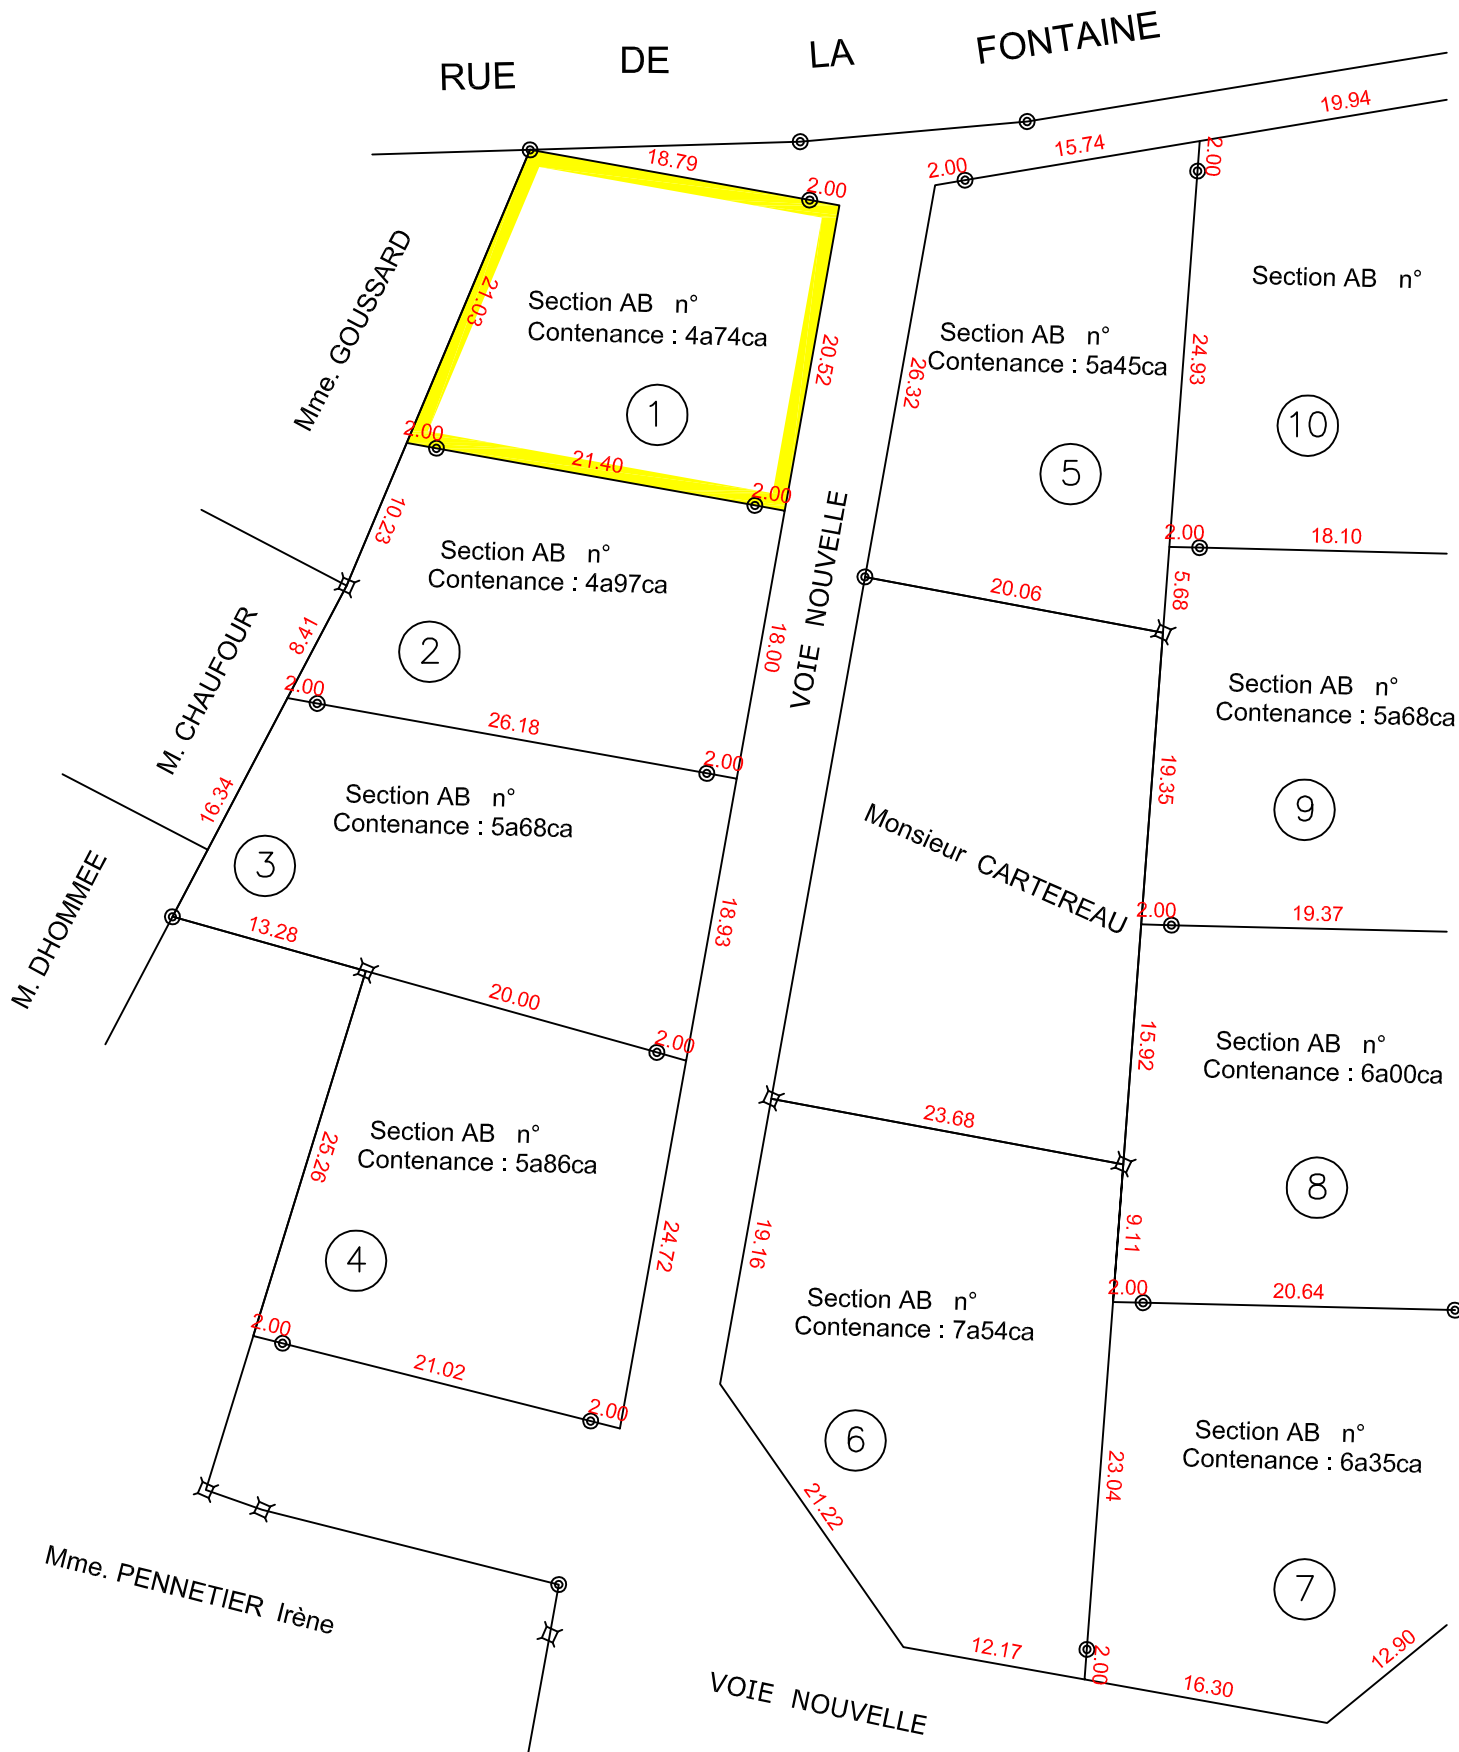 RUE DE LA FONTAINE
19.94
15.74
2.00
2.00
18.79
2.00
Mme. GOUSSARD
21.03
Section AB n°
Contenance : 4a74ca
1
20.52
2.00
21.40
2.00
26.32
Section AB n°
Contenance : 5a45ca
5
24.93
Section AB n°
10
2.00
18.10
10.23
Section AB n°
Contenance : 4a97ca
2
18.00
VOIE NOUVELLE
20.06
5.68
M. CHAUFOUR
8.41
2.00
26.18
2.00
Section AB n°
Contenance : 5a68ca
9
19.35
Monsieur CARTEREAU
2.00
19.37
16.34
Section AB n°
Contenance : 5a68ca
3
18.93
M. DHOMMEE
13.28
20.00
2.00
15.92
Section AB n°
Contenance : 6a00ca
8
23.68
9.11
2.00
20.64
25.26
Section AB n°
Contenance : 5a86ca
4
24.72
2.00
21.02
2.00
19.16
Section AB n°
Contenance : 7a54ca
6
21.22
23.04
Section AB n°
Contenance : 6a35ca
7
12.17
2.00
16.30
12.90
Mme. PENNETIER Irène
VOIE NOUVELLE